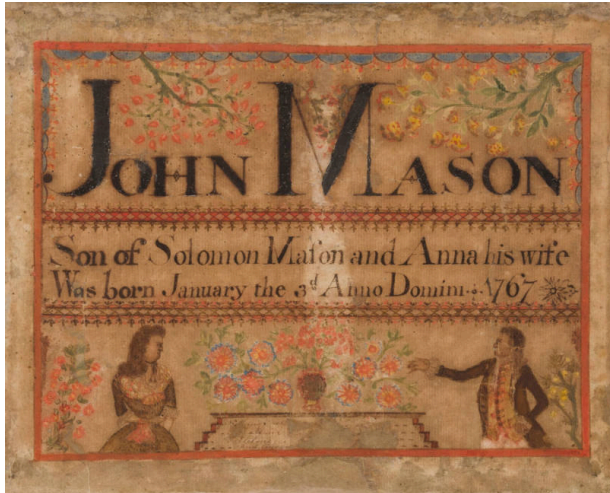 JOHN MASON
Son of Solomon Maſon and Anna his wife
Was born January the 3d Anno Domini 1767